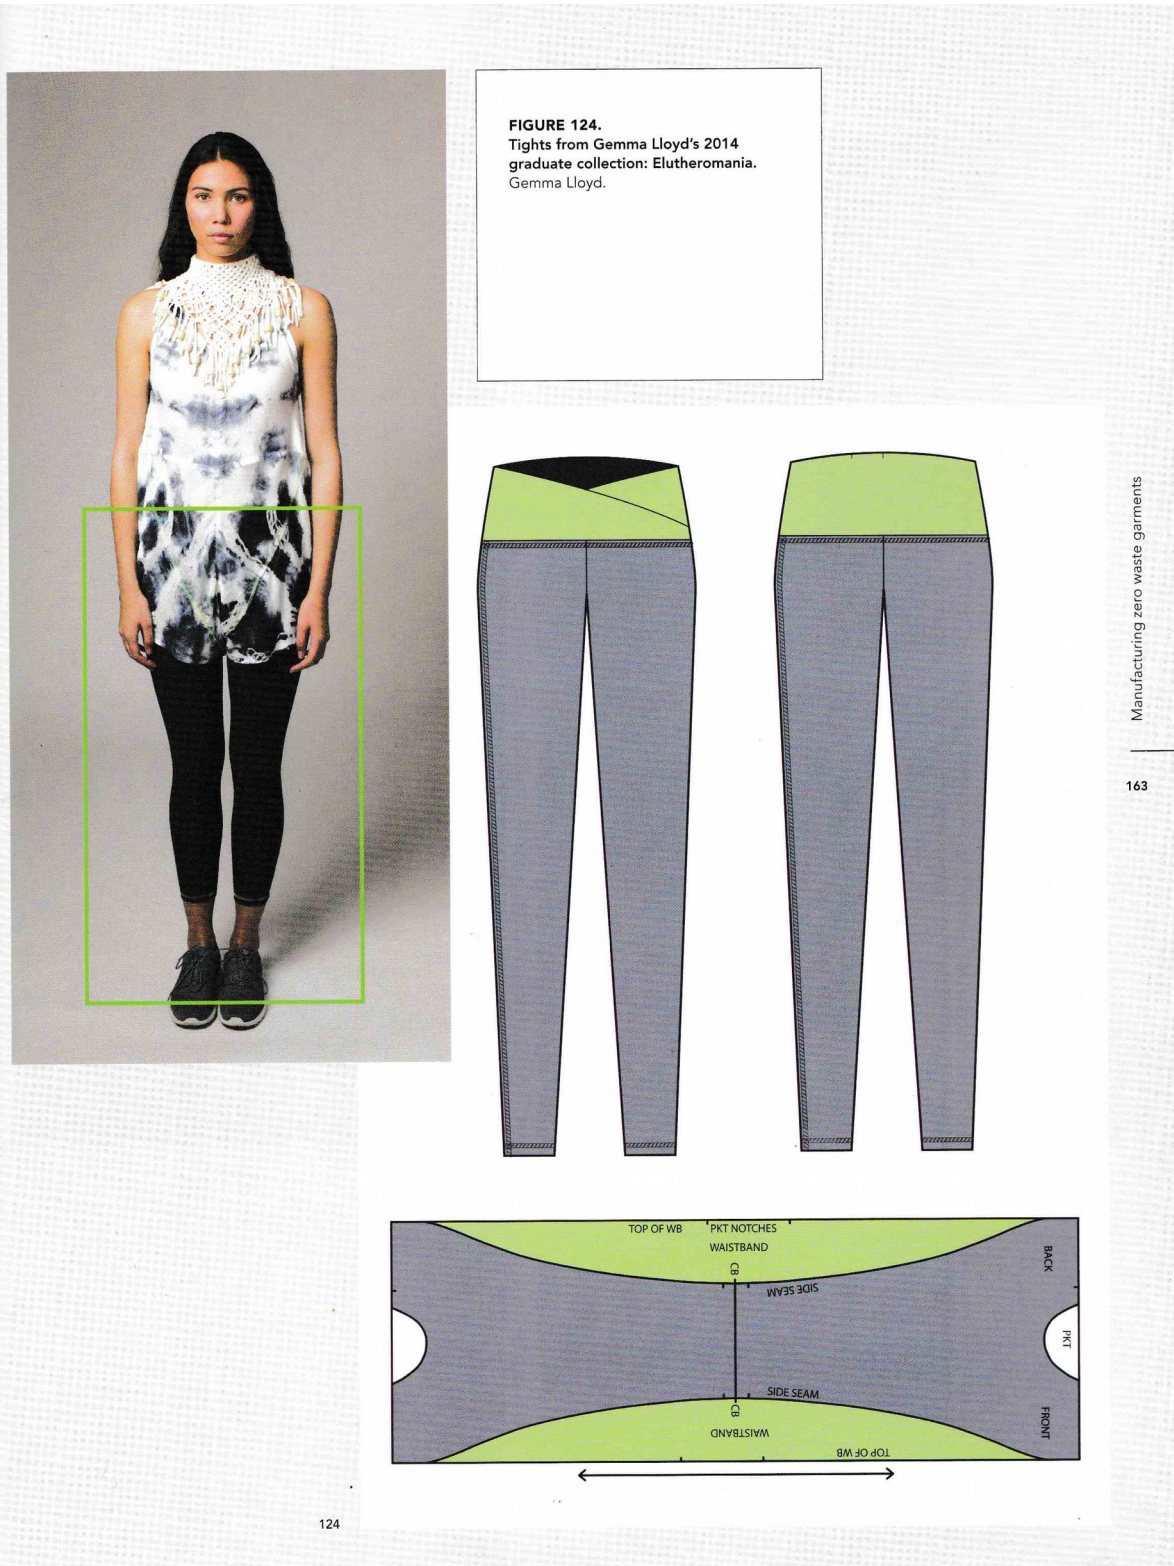 FIGURE 124.
Tights from Gemma Lloyd's 2014
graduate collection: Elutheromania.
Gemma Lloyd.
Manufacturing zero waste garments
163
TOP OF WB PKT NOTCHES
WAISTBAND
CB
SIDE SEAM
BACK
PKT
SIDE SEAM
CB
WAISTBAND
TOP OF WB
FRONT
124